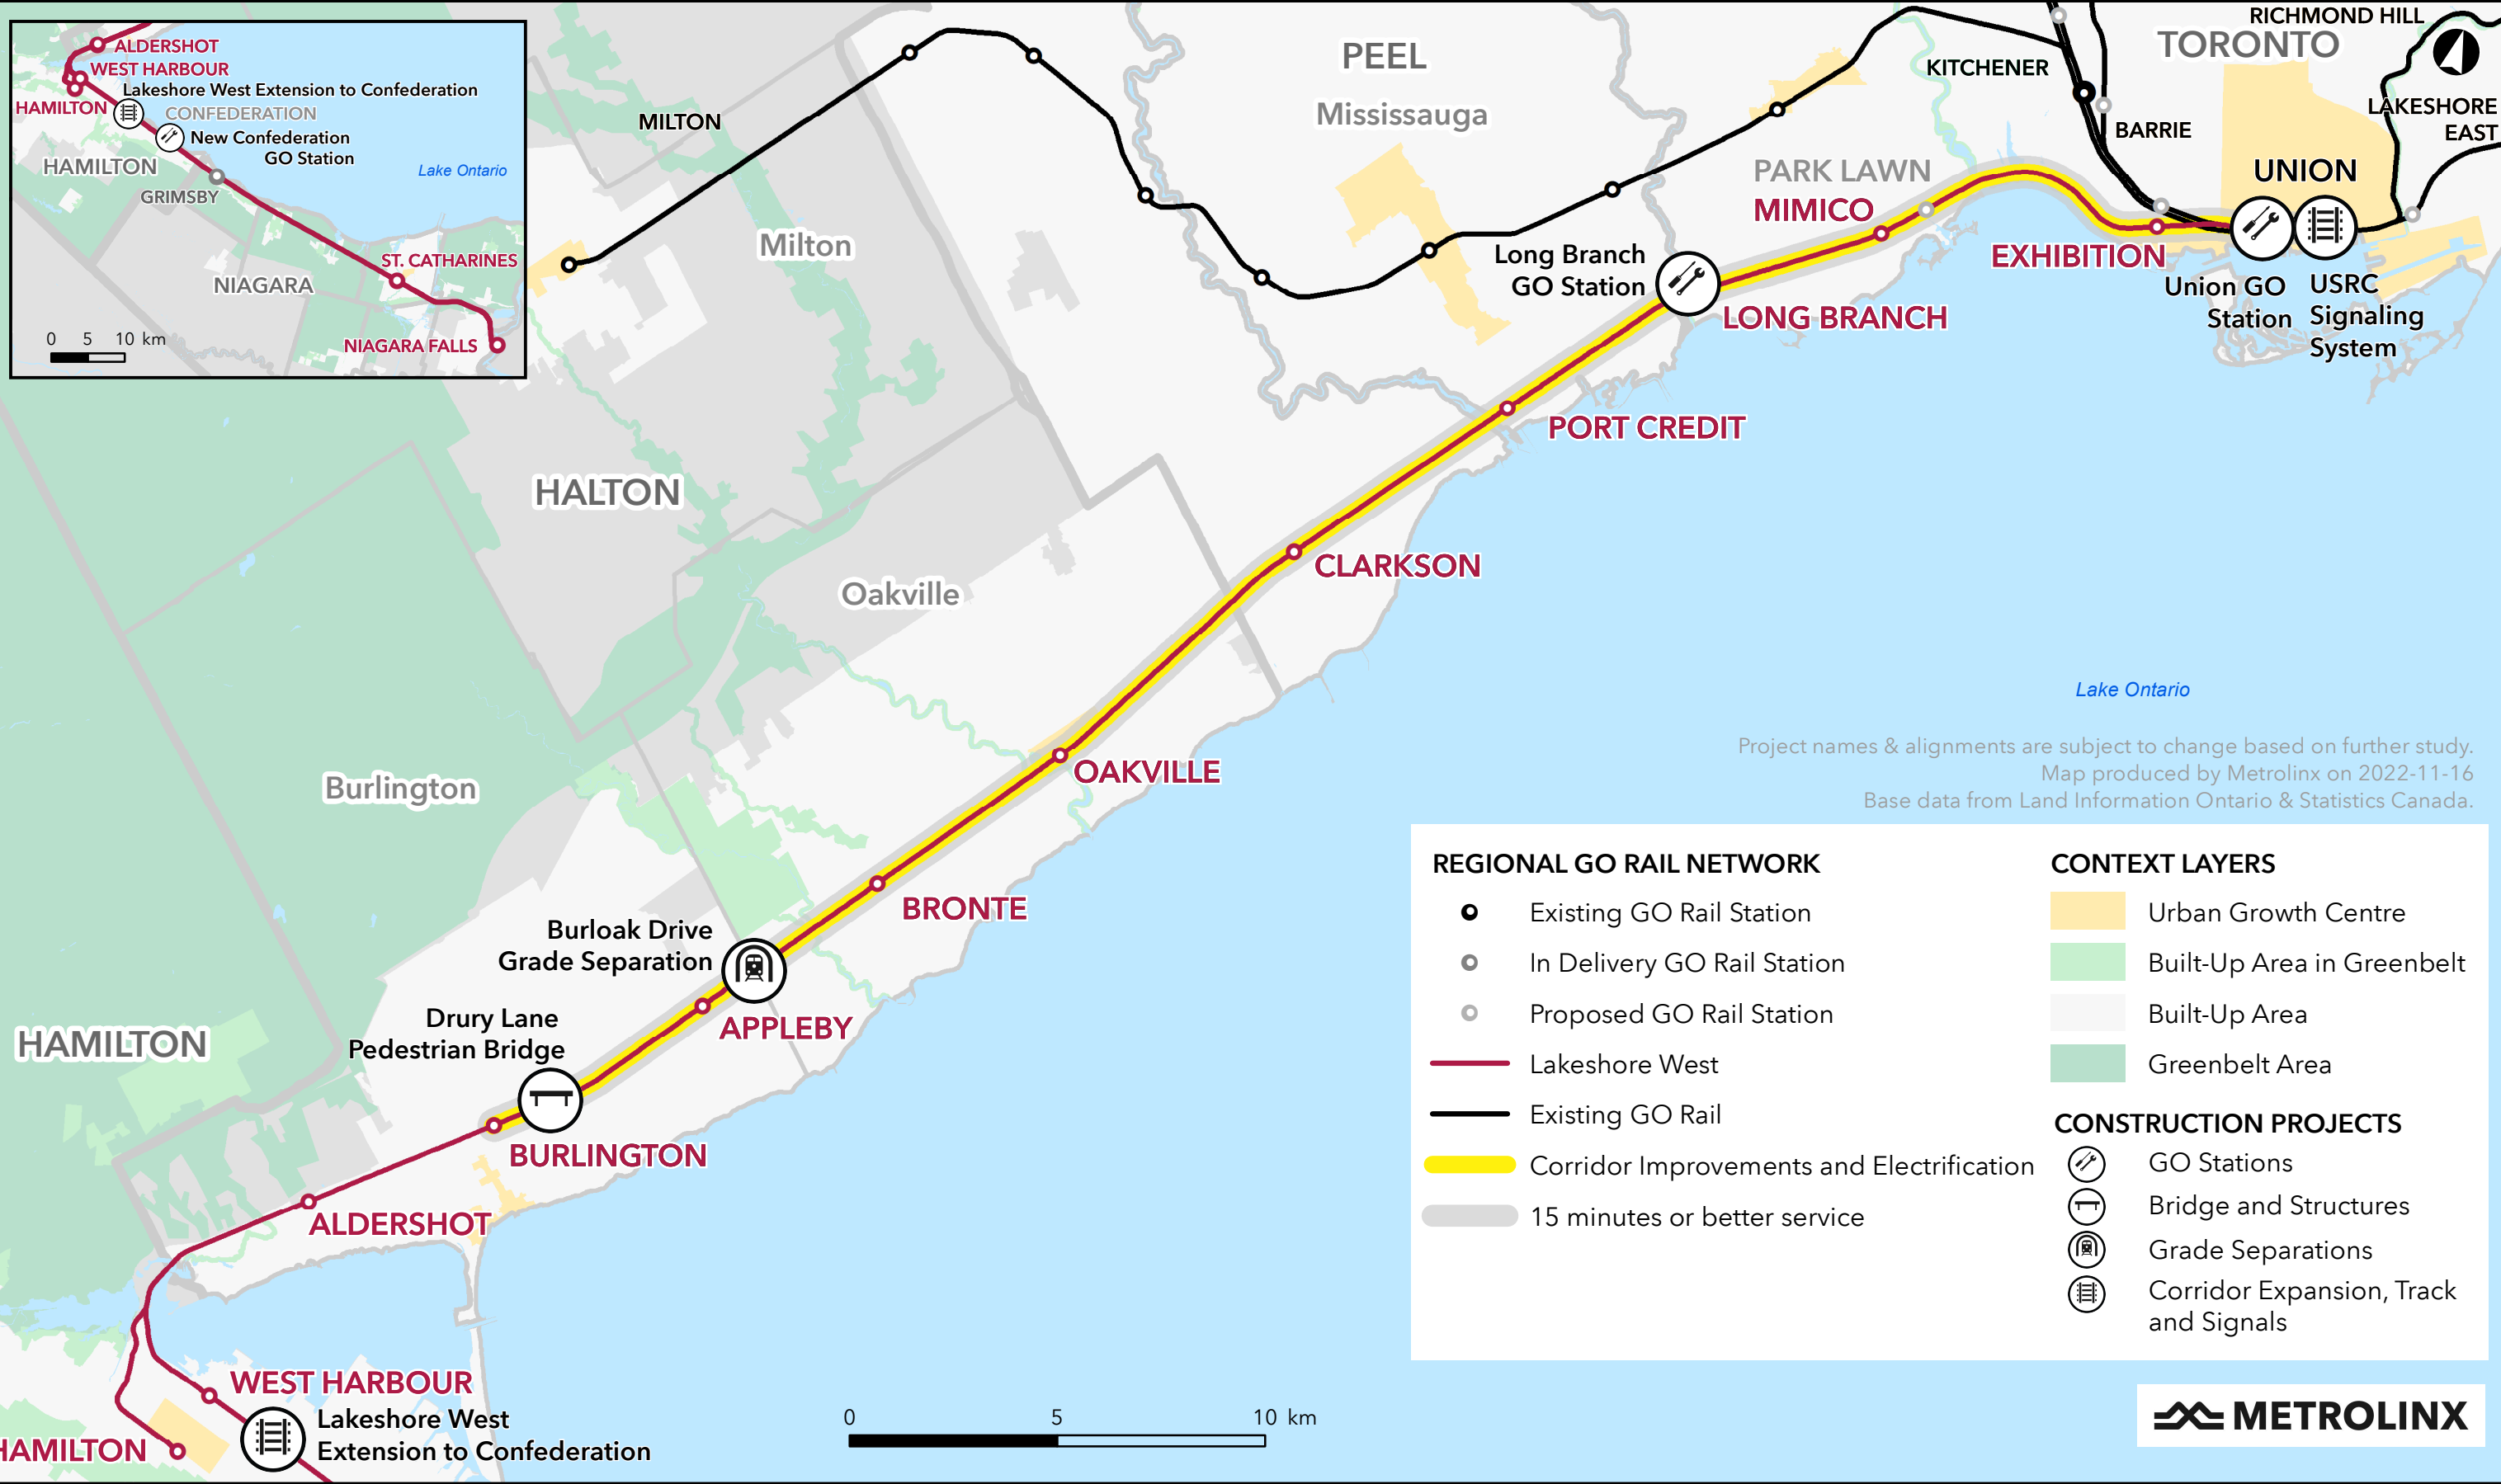 ALDERSHOT
WEST HARBOUR
Lakeshore West Extension to Confederation
HAMILTON
CONFEDERATION
New Confederation
GO Station
HAMILTON
Lake Ontario
GRIMSBY
ST. CATHARINES
NIAGARA
0 5 10 km
NIAGARA FALLS
MILTON
Milton
PEEL
Mississauga
KITCHENER
RICHMOND HILL
TORONTO
LAKESHORE
EAST
BARRIE
PARK LAWN
MIMICO
UNION
EXHIBITION
Long Branch
GO Station
LONG BRANCH
Union GO
Station
USRC
Signaling
System
PORT CREDIT
HALTON
CLARKSON
Oakville
Lake Ontario
OAKVILLE
Burlington
Project names & alignments are subject to change based on further study.
Map produced by Metrolinx on 2022-11-16
Base data from Land Information Ontario & Statistics Canada.
BRONTE
Burloak Drive
Grade Separation
APPLEBY
Drury Lane
Pedestrian Bridge
HAMILTON
BURLINGTON
ALDERSHOT
WEST HARBOUR
Lakeshore West
Extension to Confederation
HAMILTON
0 5 10 km
REGIONAL GO RAIL NETWORK
Existing GO Rail Station
In Delivery GO Rail Station
Proposed GO Rail Station
Lakeshore West
Existing GO Rail
Corridor Improvements and Electrification
15 minutes or better service
CONTEXT LAYERS
Urban Growth Centre
Built-Up Area in Greenbelt
Built-Up Area
Greenbelt Area
CONSTRUCTION PROJECTS
GO Stations
Bridge and Structures
Grade Separations
Corridor Expansion, Track
and Signals
METROLINX